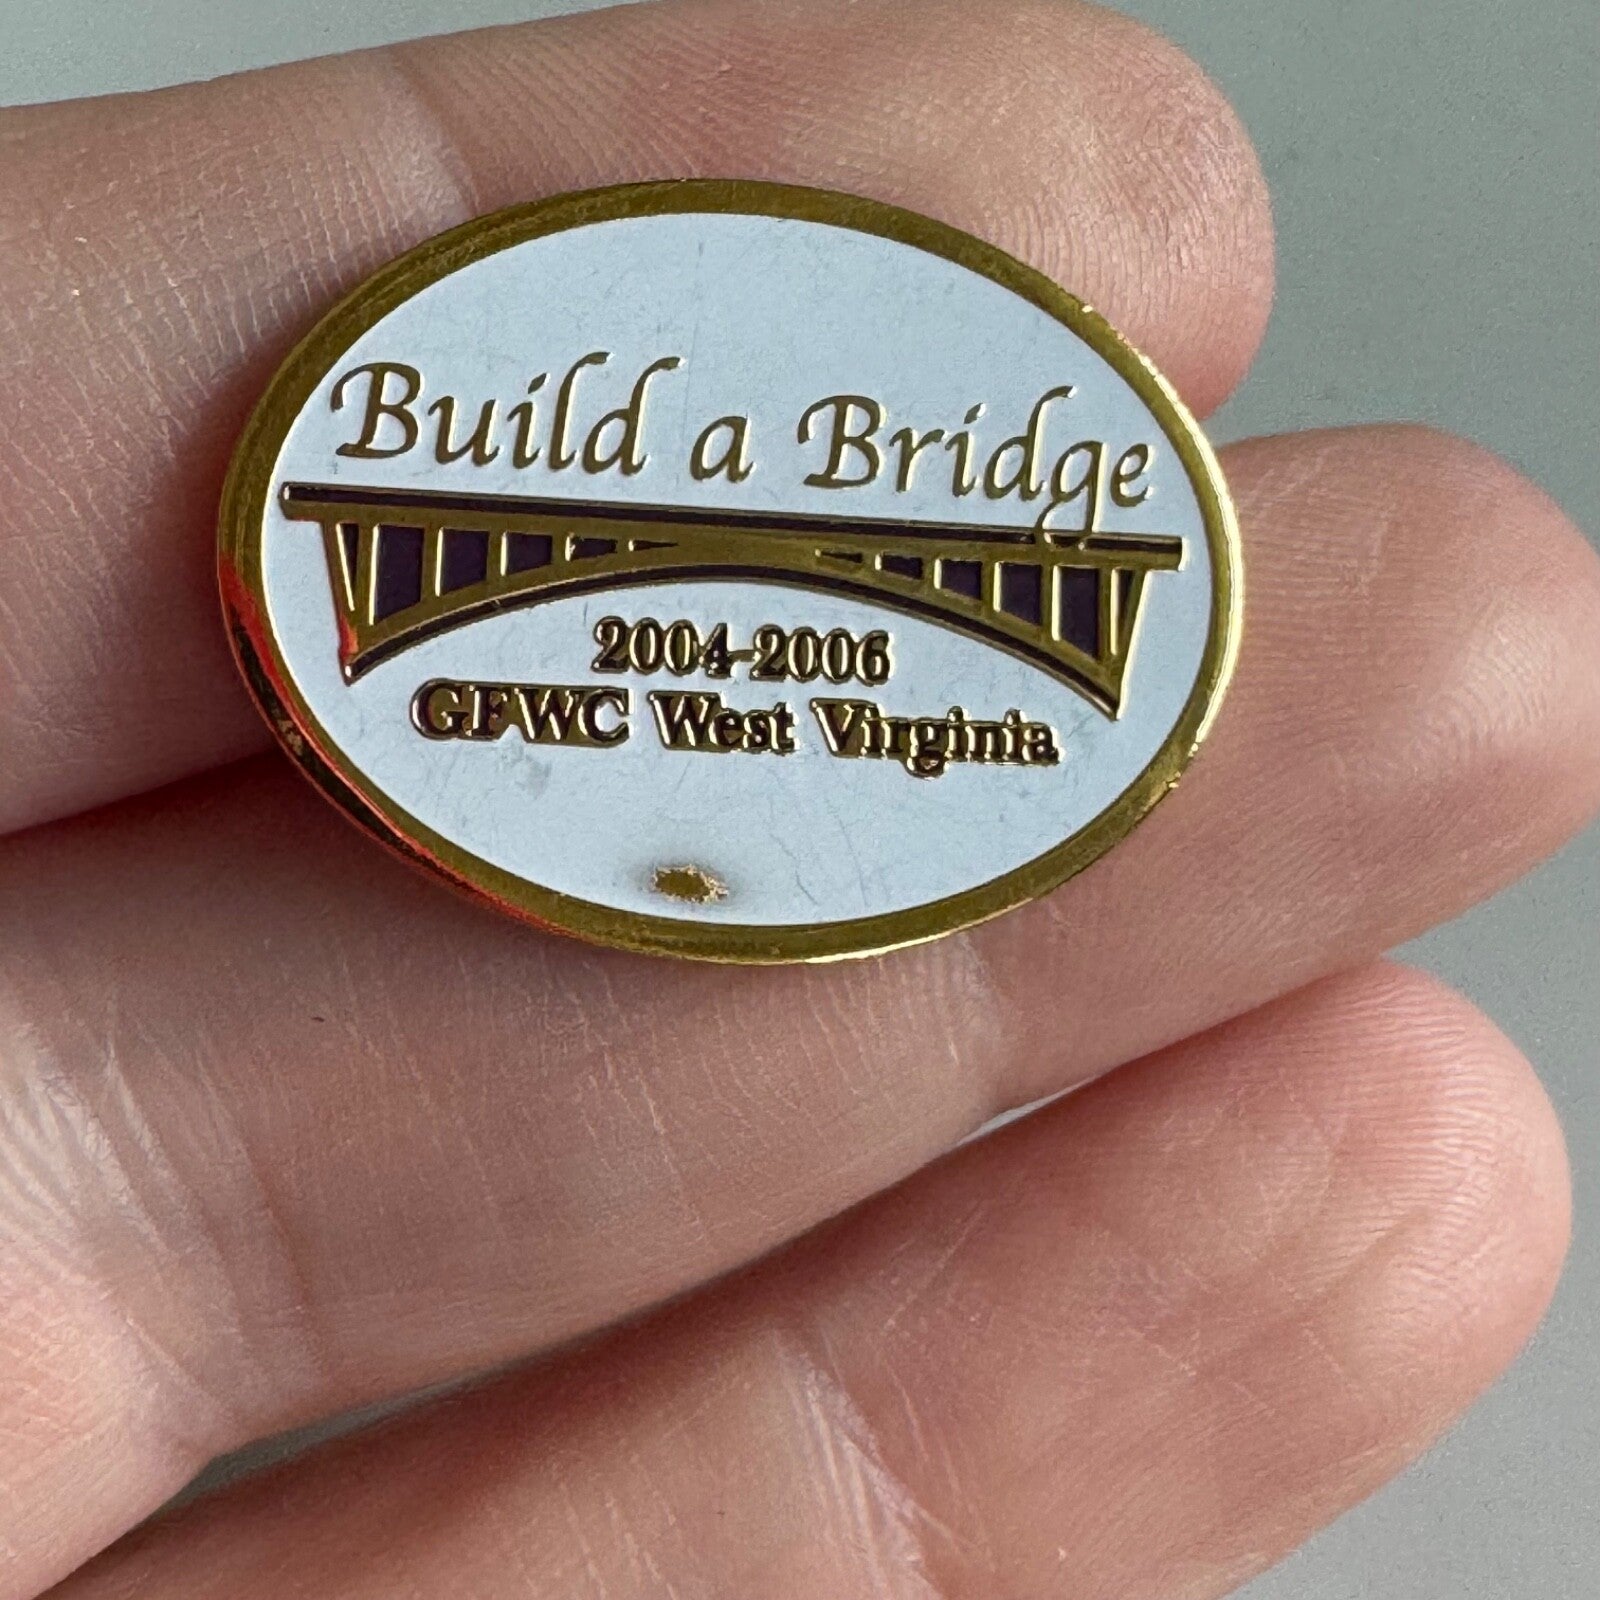 Build a Bridge
2004-2006
GFWC West Virginia